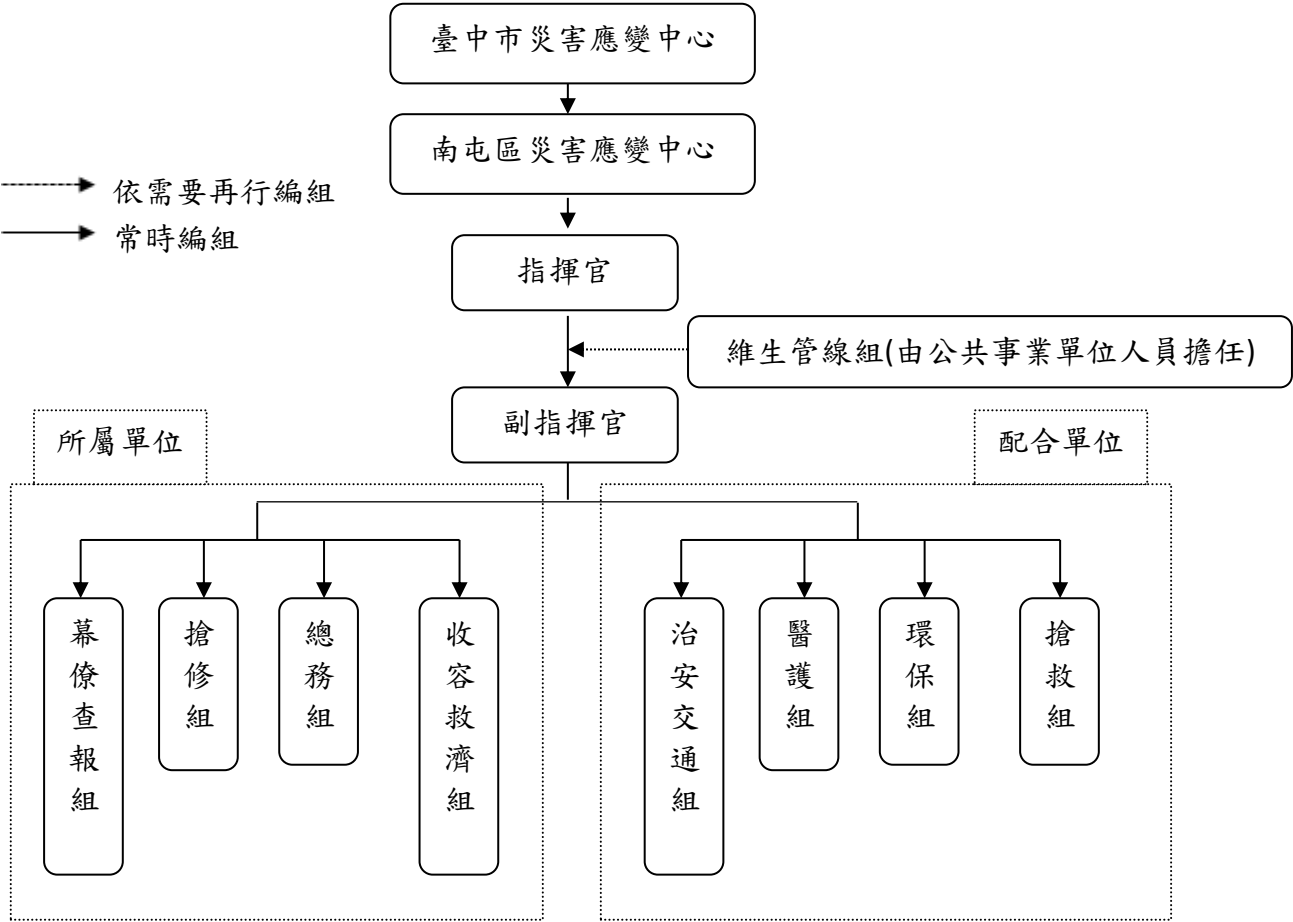 臺中市災害應變中心
南屯區災害應變中心
依需要再行編組
常時編組
指揮官
維生管線組(由公共事業單位人員擔任)
副指揮官
所屬單位
配合單位
幕僚查報組
搶修組
總務組
收容救濟組
治安交通組
醫護組
環保組
搶救組